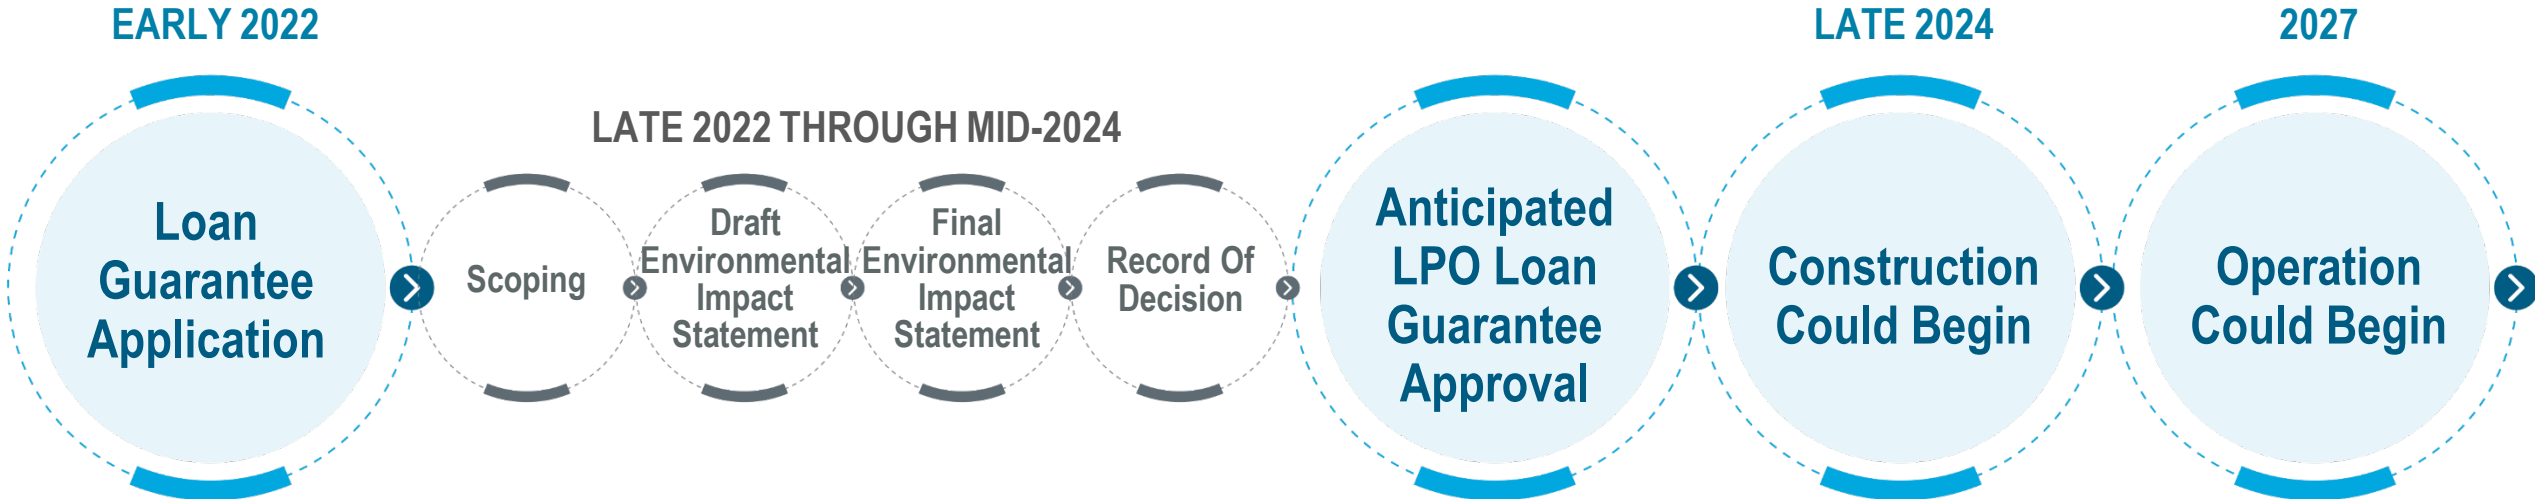 EARLY 2022
Loan
Guarantee
Application
LATE 2022 THROUGH MID-2024
Scoping
Draft
Environmental
Impact
Statement
Final
Environmental
Impact
Statement
Record Of
Decision
Anticipated
LPO Loan
Guarantee
Approval
LATE 2024
Construction
Could Begin
2027
Operation
Could Begin